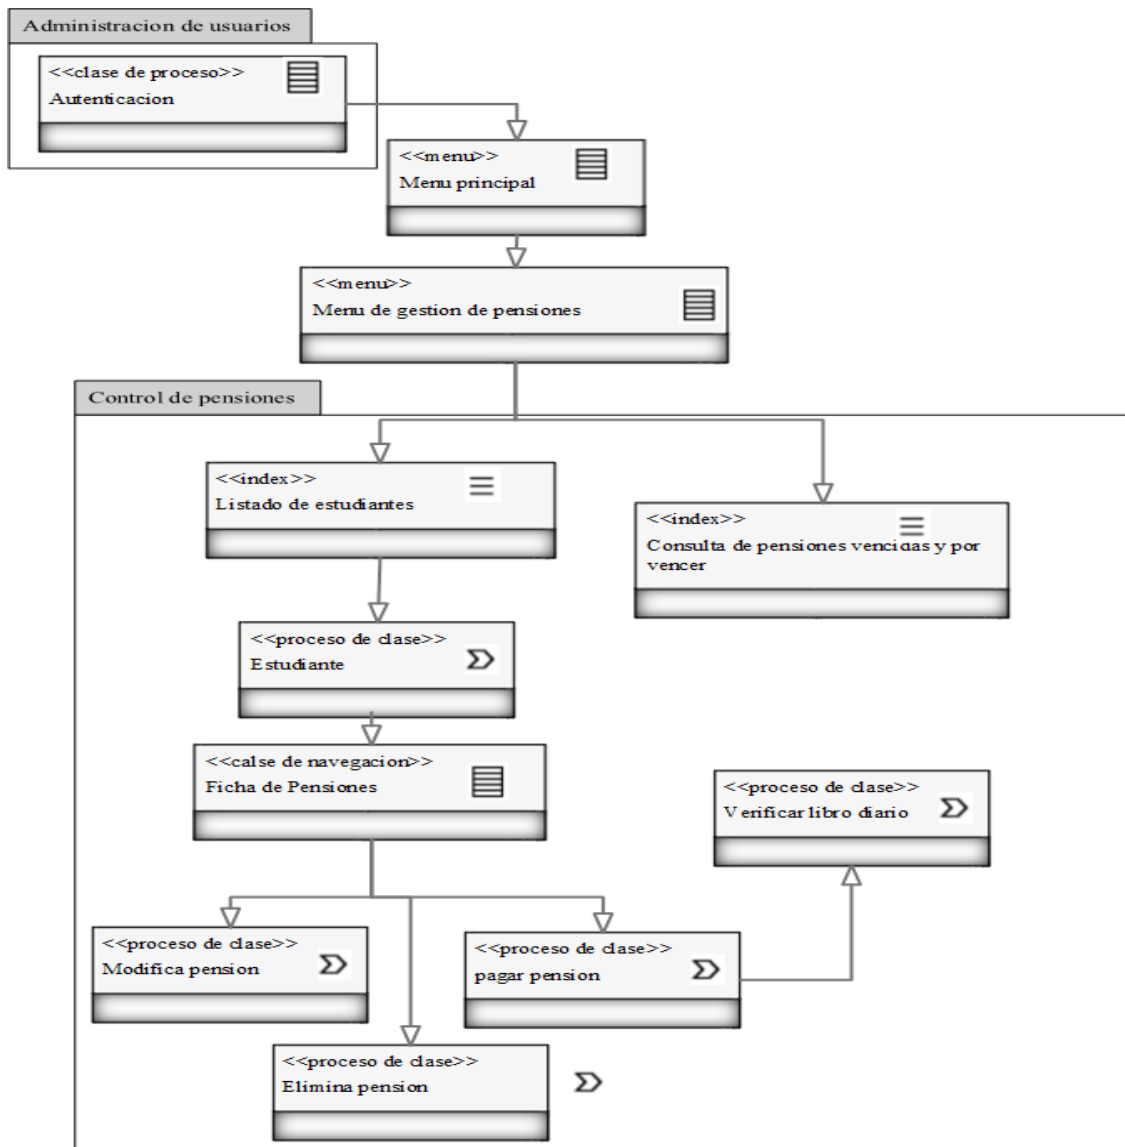 Administracion de usuarios
<<clase de proceso>>
Autenticacion
<<menu>>
Menu principal
<<menu>>
Menu de gestion de pensiones
Control de pensiones
<<index>>
Listado de estudiantes
<<index>>
Consulta de pensiones vencidas y por
vencer
<<proceso de clase>>
Estudiante
<<calse de navegacion>>
Ficha de Pensiones
<<proceso de clase>>
Verificar libro diario
<<proceso de clase>>
Modifica pension
<<proceso de clase>>
pagar pension
<<proceso de clase>>
Elimina pension